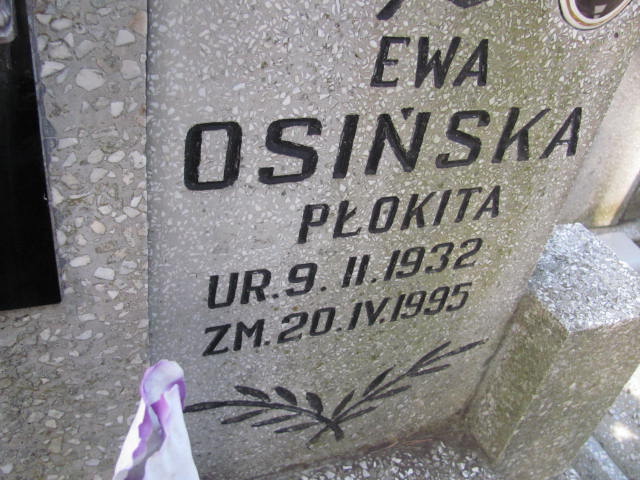 EWA
OSIŃSKA
PŁOKITA
UR. 9. II. 1932
ZM. 20. IV. 1995